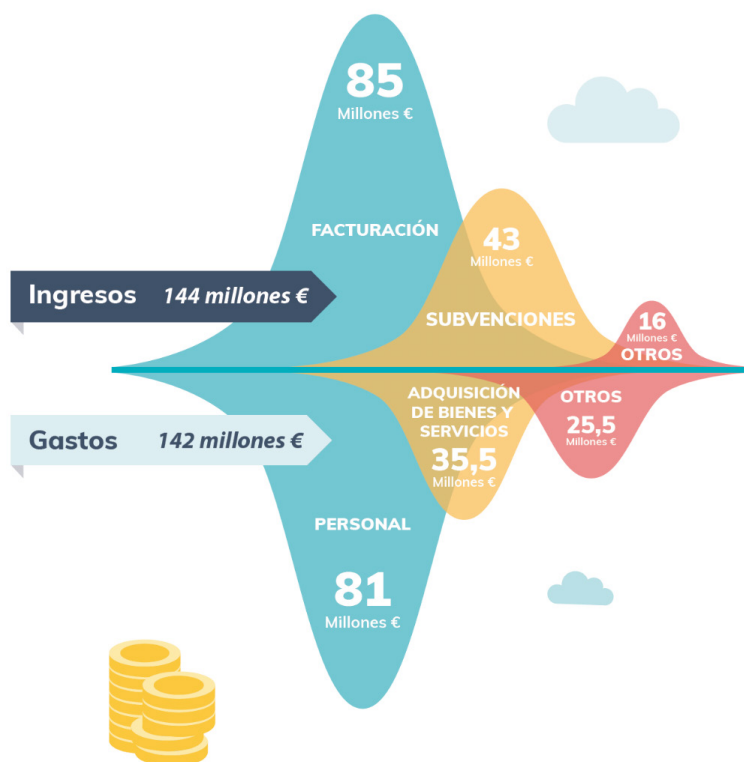 85
Millones €
FACTURACIÓN
43
Millones €
SUBVENCIONES
16
Millones €
OTROS
Ingresos 144 millones €
Gastos 142 millones €
ADQUISICIÓN
DE BIENES Y
SERVICIOS
35,5
Millones €
OTROS
25,5
Millones €
PERSONAL
81
Millones €